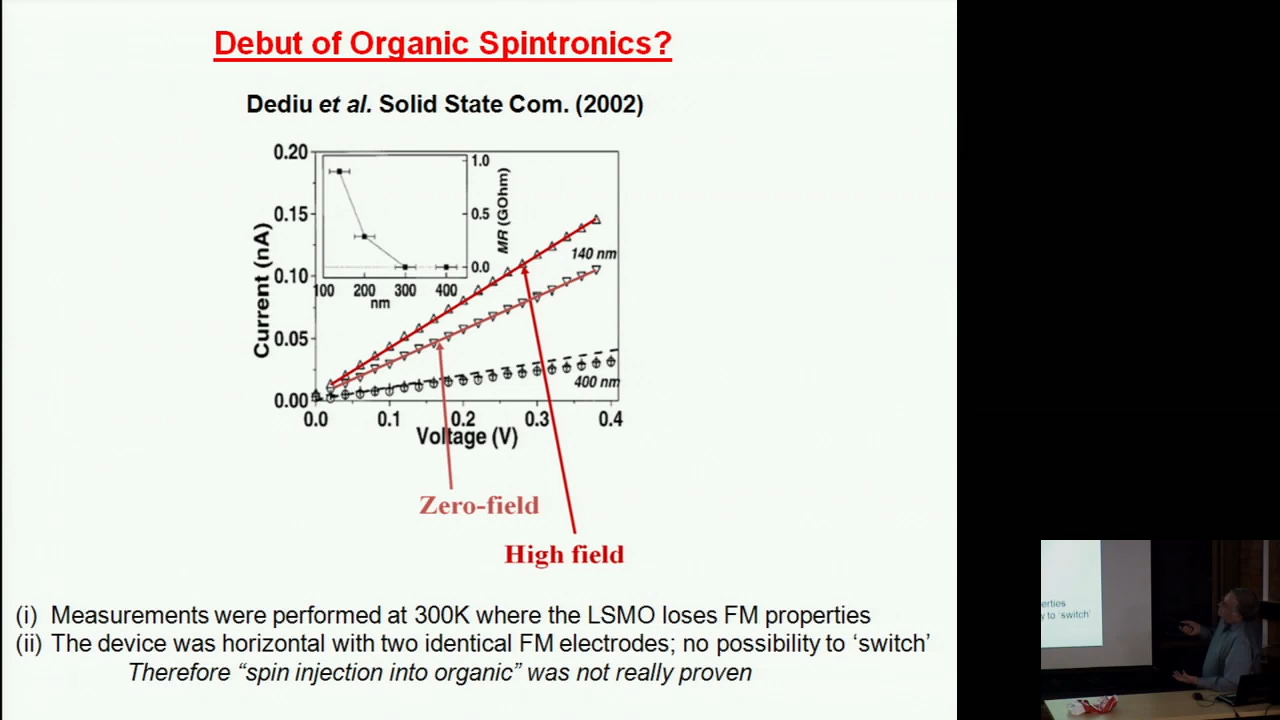 Debut of Organic Spintronics?
Dediu et al. Solid State Com. (2002)
0.20
0.15
0.10
0.05
0.00
Current (nA)
1.0
0.5
0.0
MR (GOhm)
100 200 300 400
nm
140 nm
400 nm
0.0 0.1 0.2 0.3 0.4
Voltage (V)
Zero-field
High field
(i) Measurements were performed at 300K where the LSMO loses FM properties
(ii) The device was horizontal with two identical FM electrodes; no possibility to ‘switch’
Therefore “spin injection into organic” was not really proven
erties
y to ‘switch’